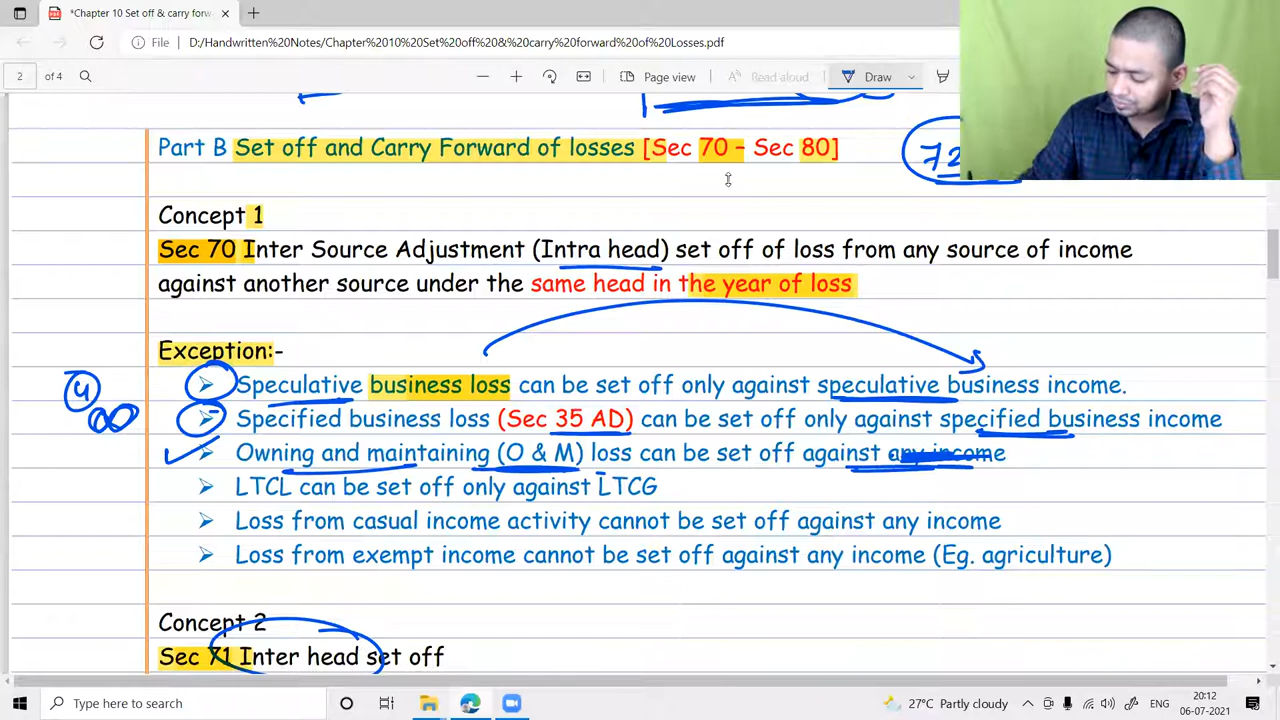 *Chapter 10 Set off & carry forw
File D:/Handwritten%20Notes/Chapter%2010%20Set%20off%20&%20carry%20forward%20of%20Losses.pdf
2 of 4 Page view Read aloud Draw
Part B Set off and Carry Forward of losses [Sec 70 - Sec 80]
72
Concept 1
Sec 70 Inter Source Adjustment (Intra head) set off of loss from any source of income
against another source under the same head in the year of loss
Exception:-
4
Speculative business loss can be set off only against speculative business income.
Specified business loss (Sec 35 AD) can be set off only against specified business income
Owning and maintaining (O & M) loss can be set off against any income
LTCL can be set off only against LTCG
Loss from casual income activity cannot be set off against any income
Loss from exempt income cannot be set off against any income (Eg. agriculture)
Concept 2
Sec 71 Inter head set off
Type here to search
27°C Partly cloudy
ENG
20:12
06-07-2021